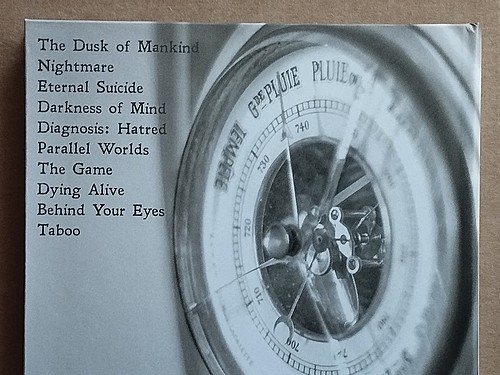 The Dusk of Mankind
Nightmare
Eternal Suicide
Darkness of Mind
Diagnosis: Hatred
Parallel Worlds
The Game
Dying Alive
Behind Your Eyes
Taboo
TEMPÊTE
GDE PLUIE
PLUIE
740
730
720
710
700